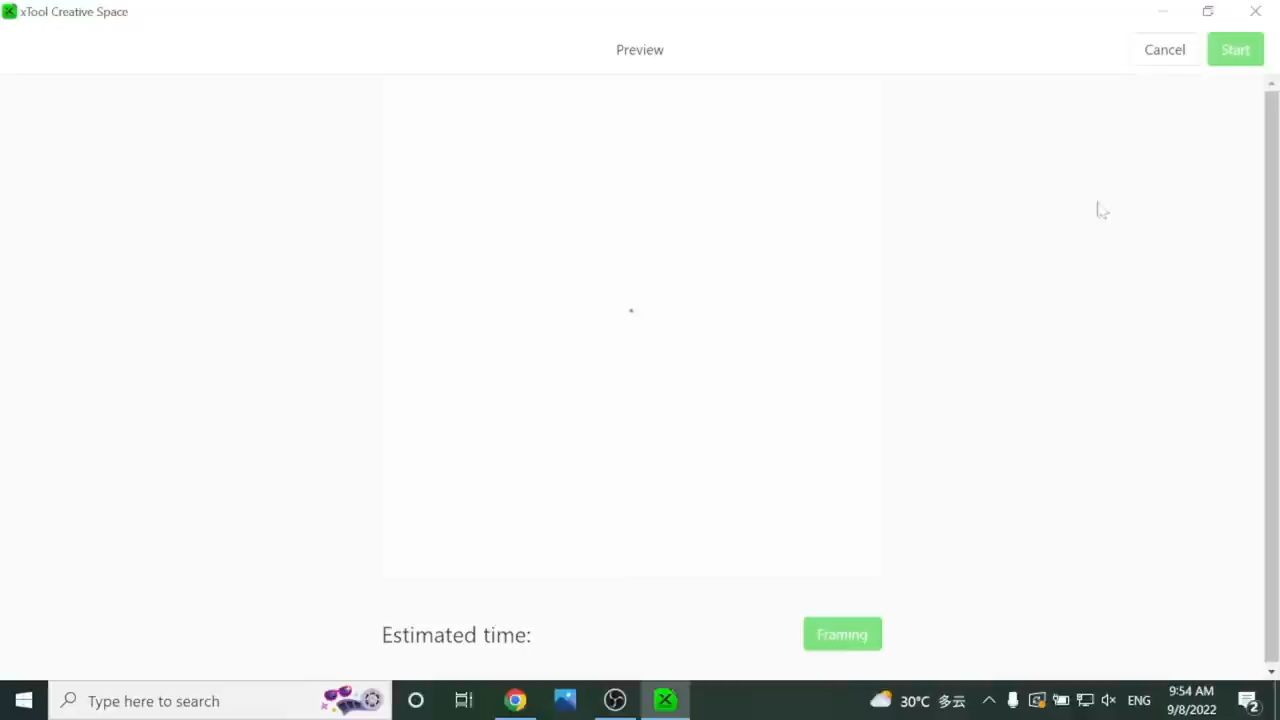 xTool Creative Space
Preview
Cancel
Start
Estimated time:
Framing
Type here to search
30°C 多云
ENG
9:54 AM
9/8/2022
2